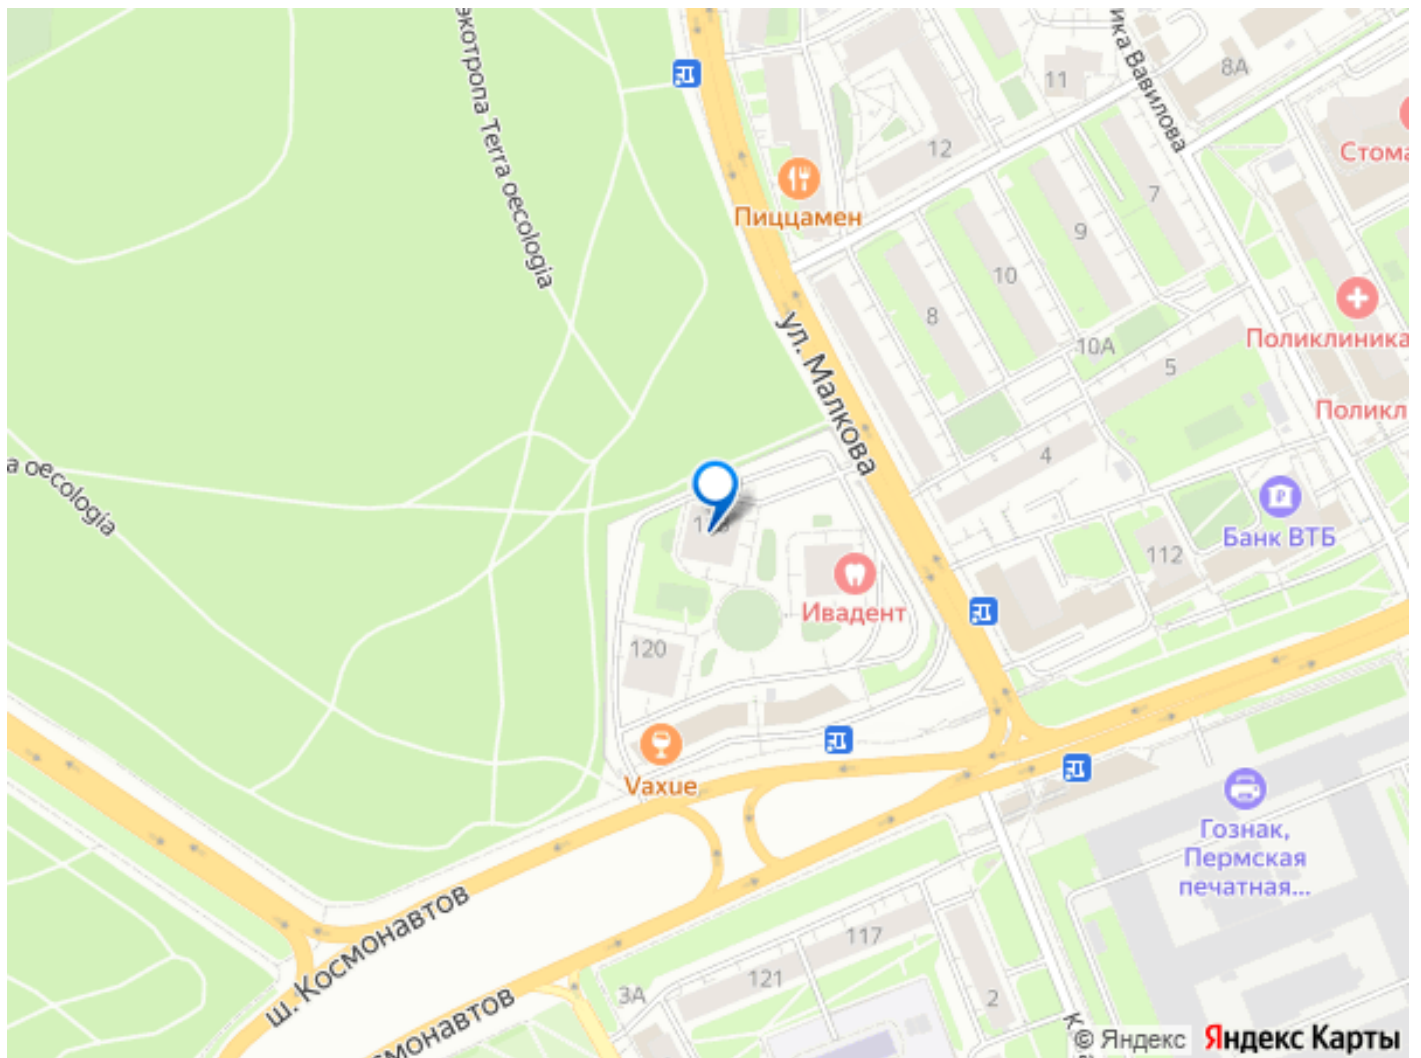 экотропа Terra oecologia
ика Вавилова
11
8А
12
Стома
Пиццамен
7
9
10
8
ул. Малкова
10А
5
Поликлиника
Поликл
а oecologia
4
Банк ВТБ
112
Ивадент
120
Vaxue
Гознак,
Пермская
печатная...
ш. Космонавтов
117
121
3А
2
смонавтов
© Яндекс Яндекс Карты